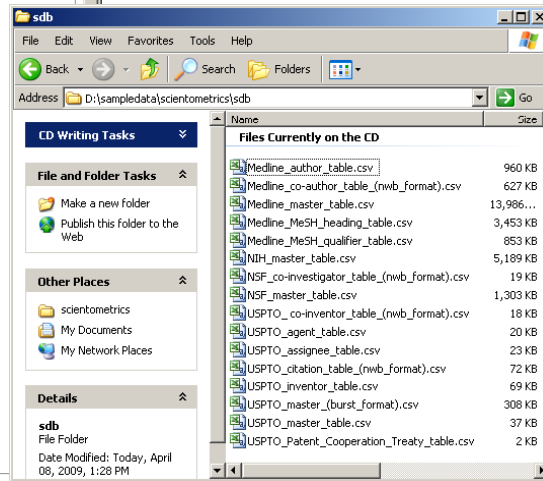 sdb
File Edit View Favorites Tools Help
Back Search Folders
Address D:\sampledata\scientometrics\sdb Go
CD Writing Tasks
File and Folder Tasks
Make a new folder
Publish this folder to the
Web
Other Places
scientometrics
My Documents
My Network Places
Details
sdb
File Folder
Date Modified: Today, April
08, 2009, 1:28 PM
Name Size
Files Currently on the CD
Medline_author_table.csv 960 KB
Medline_co-author_table_(nwb_format).csv 627 KB
Medline_master_table.csv 13,986...
Medline_MeSH_heading_table.csv 3,453 KB
Medline_MeSH_qualifier_table.csv 853 KB
NIH_master_table.csv 5,189 KB
NSF_co-investigator_table_(nwb_format).csv 19 KB
NSF_master_table.csv 1,303 KB
USPTO_ co-inventor_table_(nwb_format).csv 18 KB
USPTO_agent_table.csv 20 KB
USPTO_assignee_table.csv 23 KB
USPTO_citation_table_(nwb_format).csv 72 KB
USPTO_inventor_table.csv 69 KB
USPTO_master_(burst_format).csv 308 KB
USPTO_master_table.csv 37 KB
USPTO_Patent_Cooperation_Treaty_table.csv 2 KB